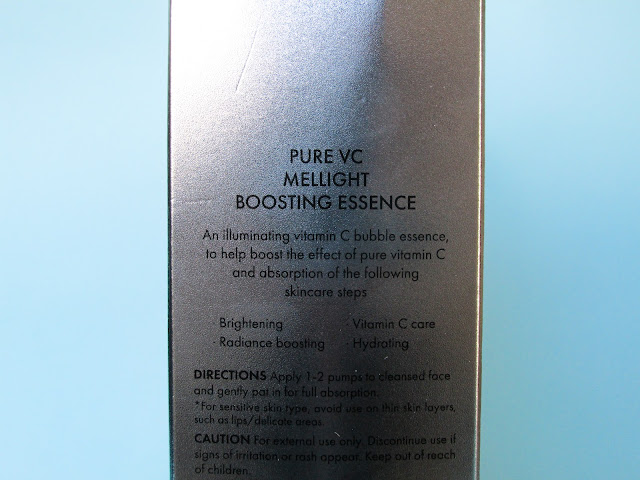 PURE VC
MELLIGHT
BOOSTING ESSENCE
An illuminating vitamin C bubble essence,
to help boost the effect of pure vitamin C
and absorption of the following
skincare steps
· Brightening · Vitamin C care
· Radiance boosting · Hydrating
DIRECTIONS Apply 1-2 pumps to cleansed face
and gently pat in for full absorption.
*For sensitive skin type, avoid use on thin skin layers,
such as lips/delicate areas.
CAUTION For external use only. Discontinue use if
signs of irritation or rash appear. Keep out of reach
of children.